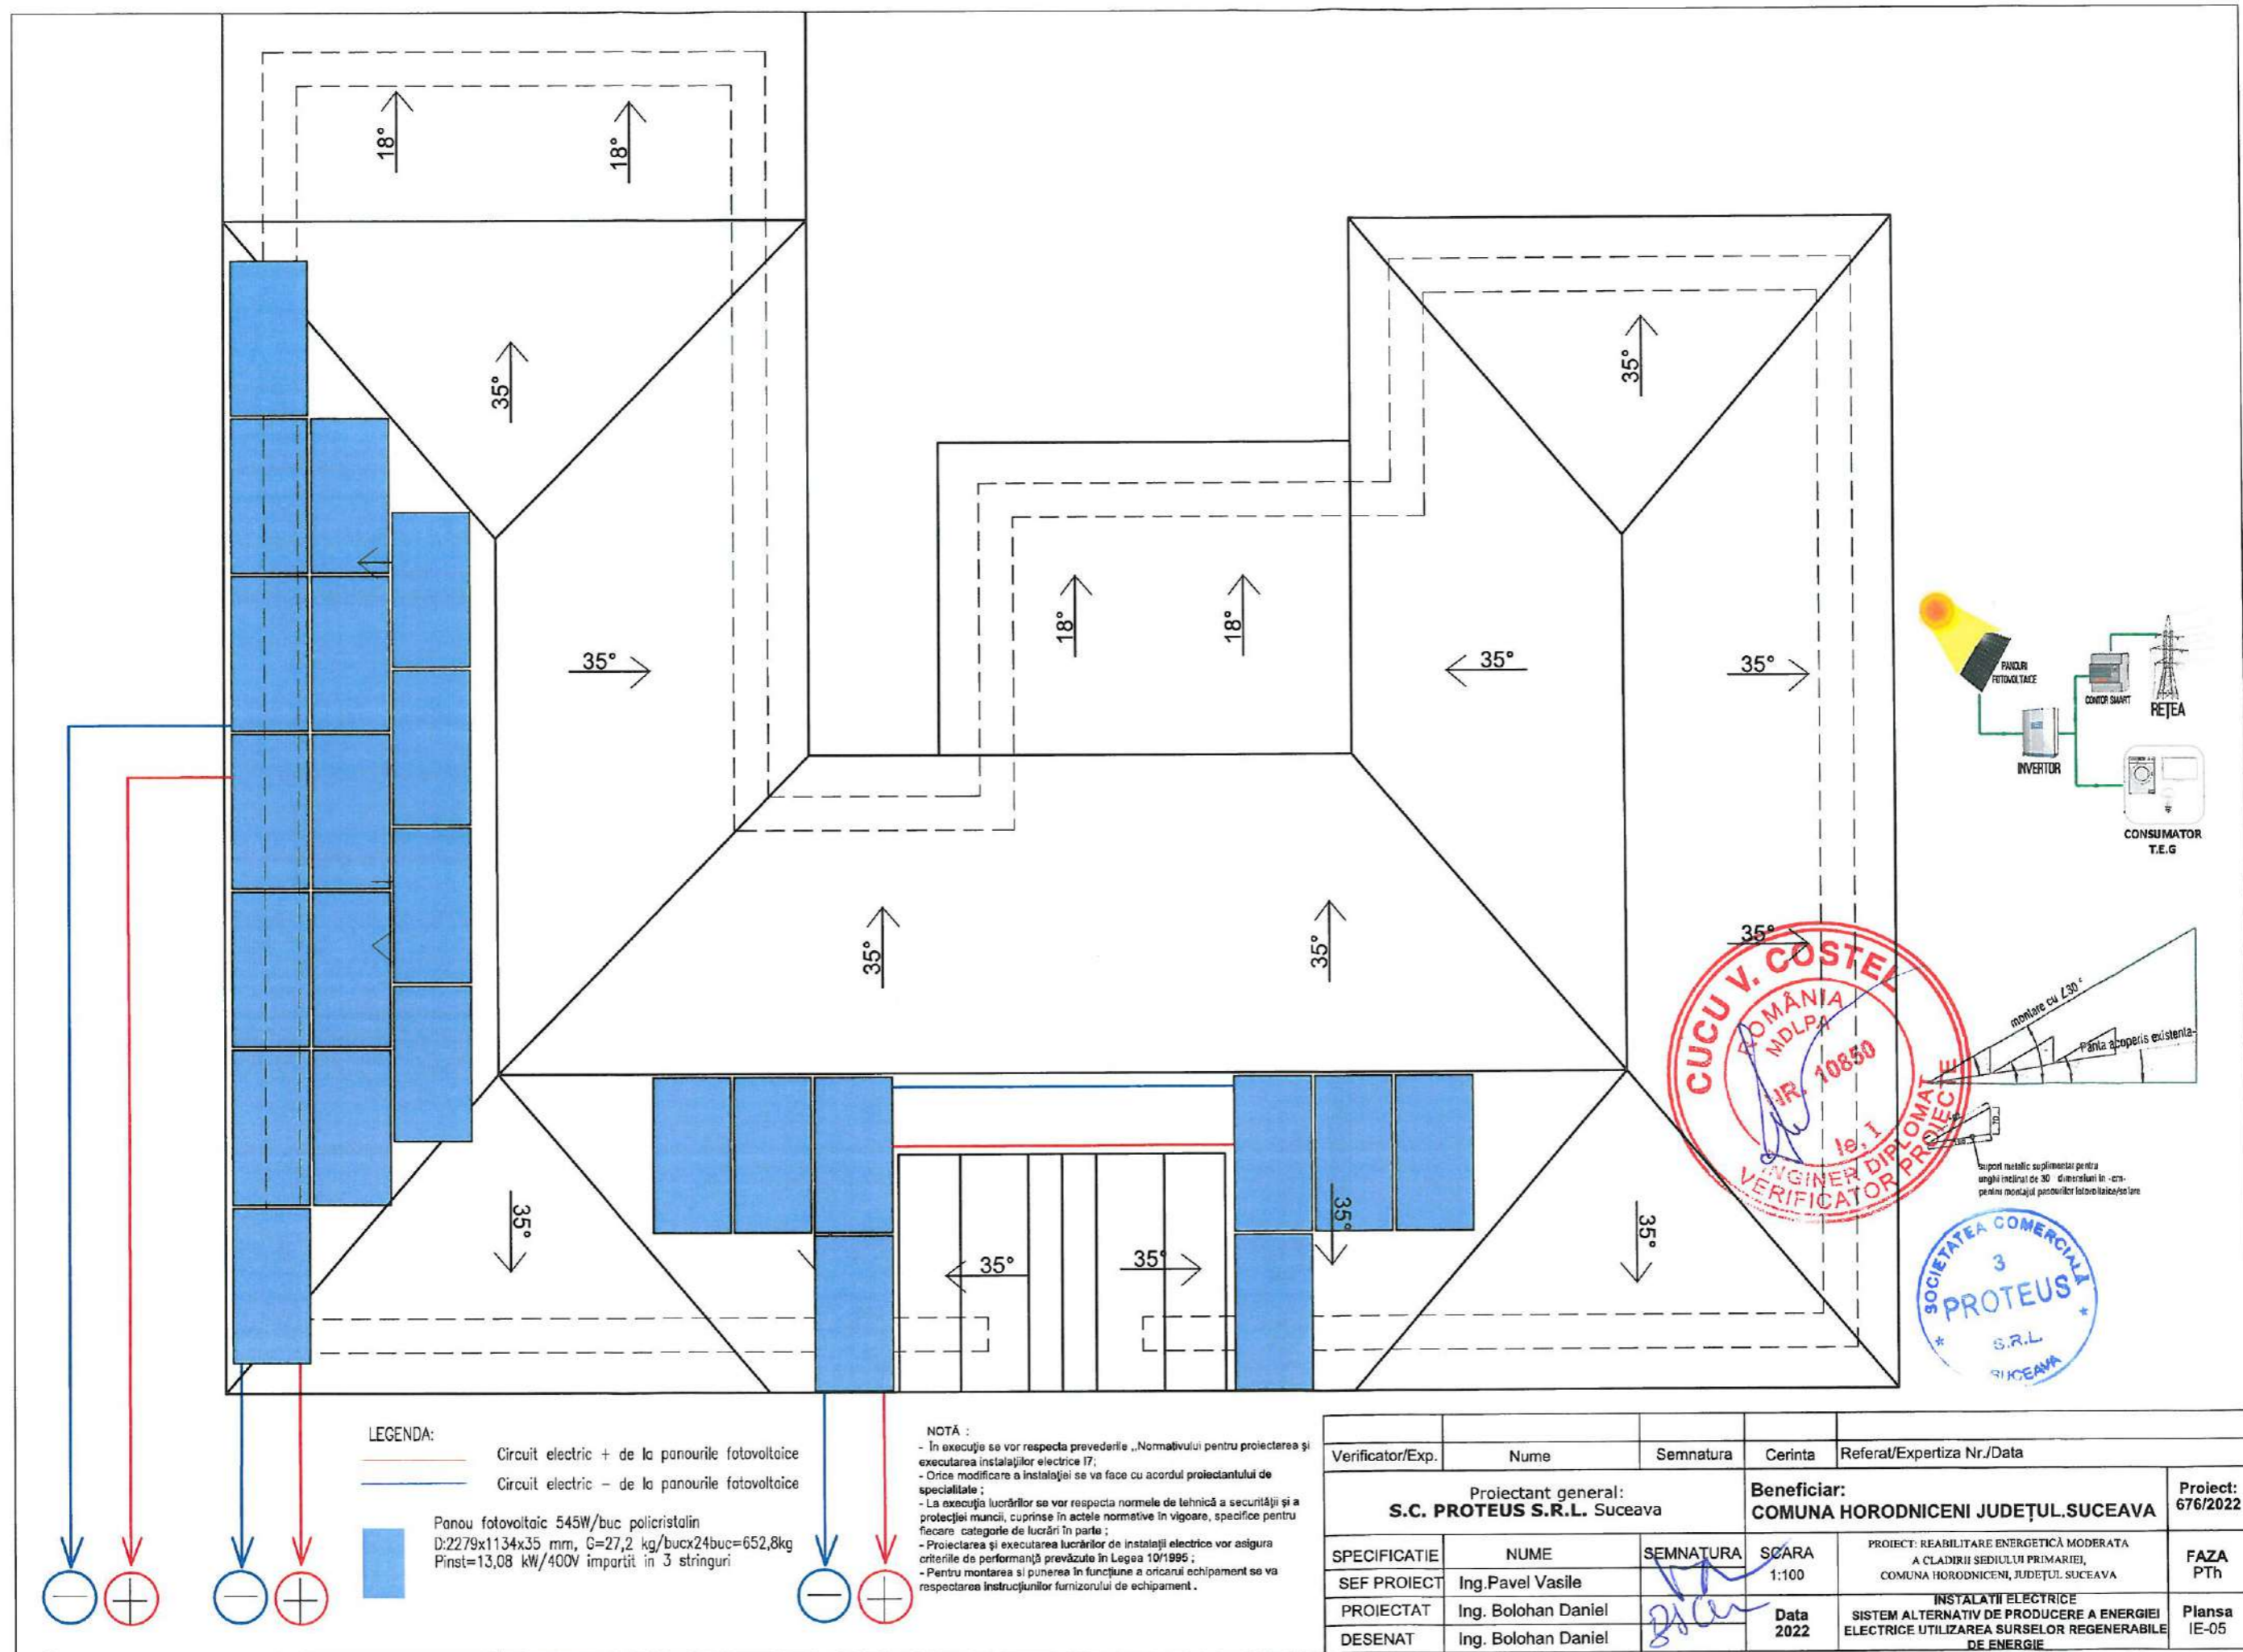 18°
18°
35°
35°
35°
18°
18°
35°
35°
35°
35°
35°
35°
35°
35°
35°
35°
PANOURI
FOTOVOLTAICE
CONTOR SMART
REȚEA
INVERTOR
CONSUMATOR
T.E.G
montare cu ∠30°
Panta acoperis existenta
suport metalic suplimentar pentru
unghi inclinat de 30° dimensiuni in -cm-
pentru montajul panourilor fotovoltaice/solare
CUCU V. COSTEL
ROMÂNIA
MDLPA
NR. 10850
Ie, I
INGINER DIPLOMAT
VERIFICATOR PROIECTE
SOCIETATEA COMERCIALĂ
3
PROTEUS
S.R.L.
SUCEAVA
LEGENDA:
Circuit electric + de la panourile fotovoltaice
Circuit electric - de la panourile fotovoltaice
Panou fotovoltaic 545W/buc policristalin
D:2279x1134x35 mm, G=27,2 kg/bucx24buc=652,8kg
Pinst=13,08 kW/400V impartit in 3 stringuri
NOTĂ :
- În execuție se vor respecta prevederile „Normativului pentru proiectarea și
executarea instalațiilor electrice I7;
- Orice modificare a instalației se va face cu acordul proiectantului de
specialitate ;
- La execuția lucrărilor se vor respecta normele de tehnică a securității și a
protecției muncii, cuprinse în actele normative în vigoare, specifice pentru
fiecare categorie de lucrări în parte ;
- Proiectarea și executarea lucrărilor de instalații electrice vor asigura
criteriile de performanță prevăzute în Legea 10/1995 ;
- Pentru montarea si punerea în funcțiune a oricarui echipament se va
respectarea instrucțiunilor furnizorului de echipament .
Verificator/Exp. Nume Semnatura Cerinta Referat/Expertiza Nr./Data
Proiectant general:
S.C. PROTEUS S.R.L. Suceava
Beneficiar:
COMUNA HORODNICENI JUDEȚUL.SUCEAVA
Proiect:
676/2022
SPECIFICATIE NUME SEMNATURA SCARA
1:100
SEF PROIECT Ing.Pavel Vasile
PROIECTAT Ing. Bolohan Daniel
DESENAT Ing. Bolohan Daniel
Data
2022
PROIECT: REABILITARE ENERGETICĂ MODERATA
A CLADIRII SEDIULUI PRIMARIEI,
COMUNA HORODNICENI, JUDEȚUL SUCEAVA
FAZA
PTh
INSTALATII ELECTRICE
SISTEM ALTERNATIV DE PRODUCERE A ENERGIEI
ELECTRICE UTILIZAREA SURSELOR REGENERABILE
DE ENERGIE
Plansa
IE-05